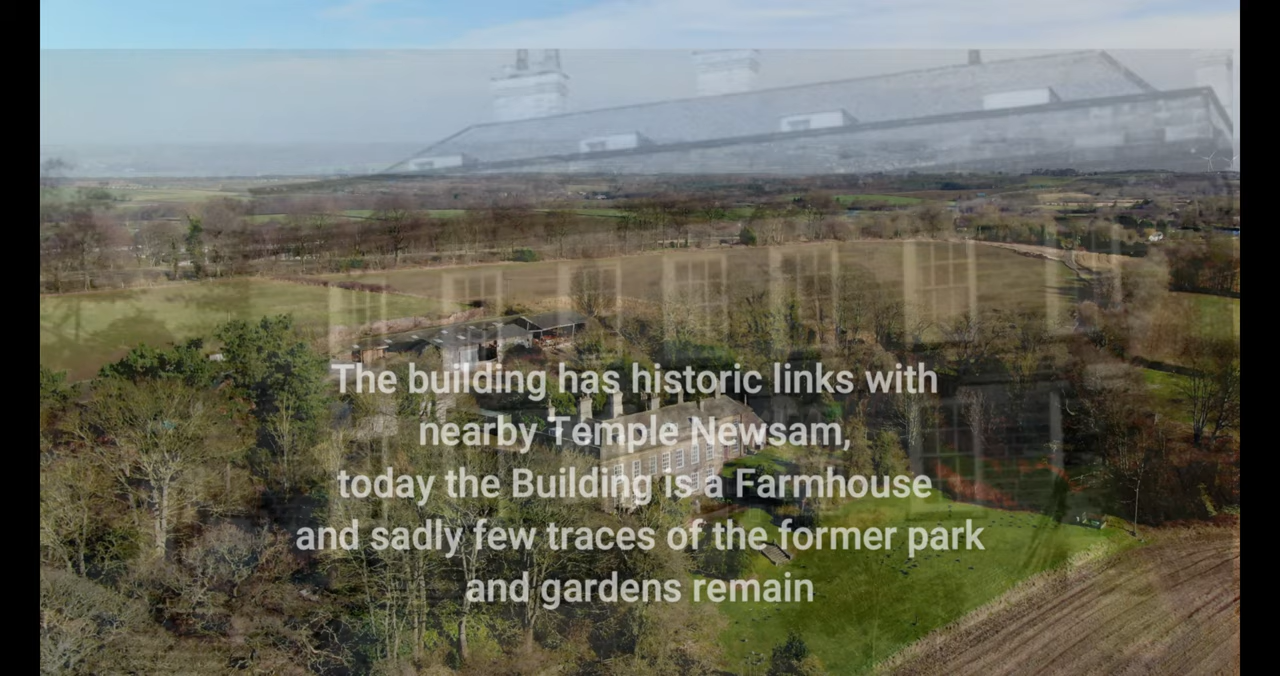 The building has historic links with
nearby Temple Newsam,
today the Building is a Farmhouse
and sadly few traces of the former park
and gardens remain